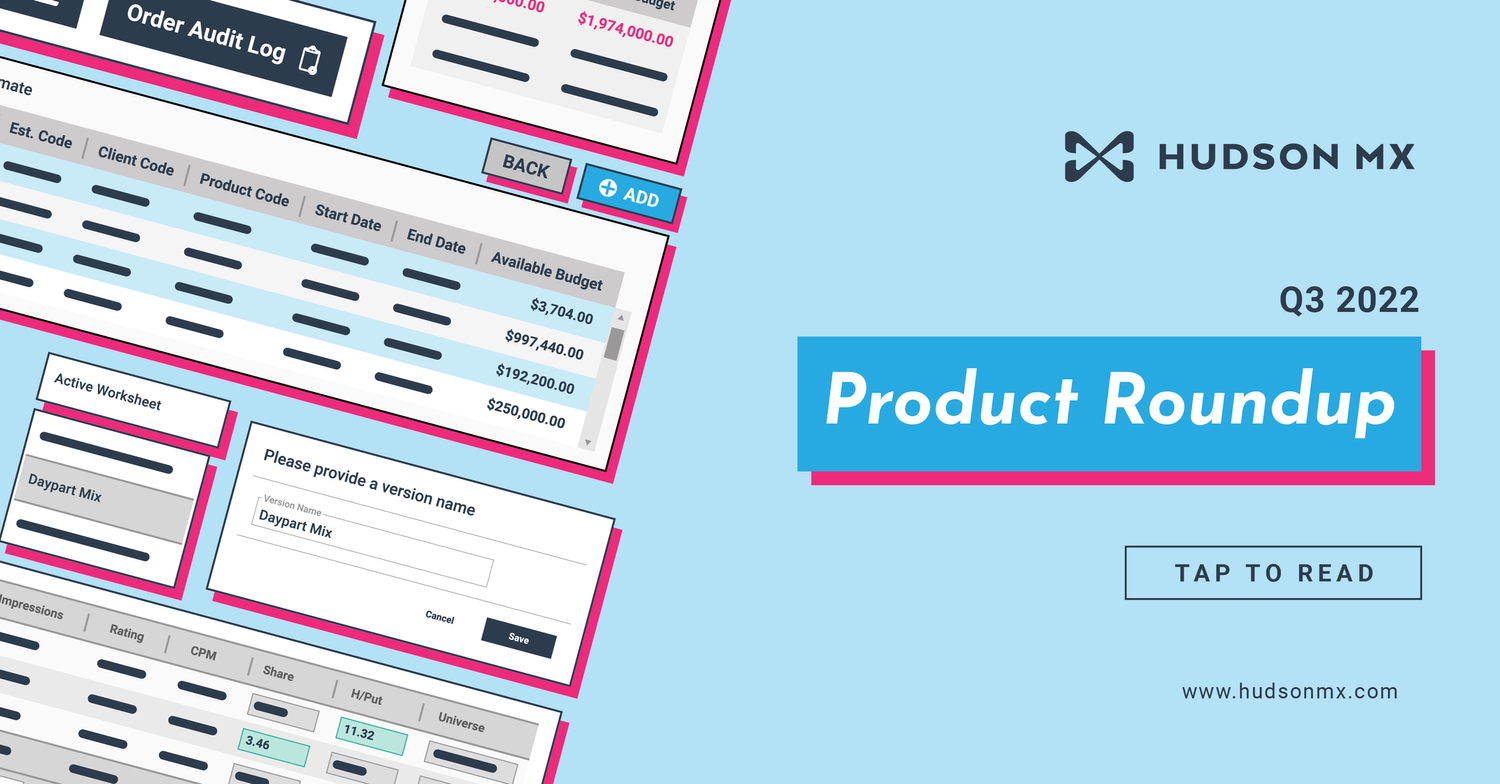 Order Audit Log
$1,974,000.00
mate
Est. Code | Client Code | Product Code | Start Date | End Date | Available Budget
$3,704.00
$997,440.00
$192,200.00
$250,000.00
BACK
ADD
Active Worksheet
Daypart Mix
Please provide a version name
Version Name
Daypart Mix
Cancel
Save
Impressions | Rating | CPM | Share | H/Put | Universe
11.32
3.46
HUDSON MX
Q3 2022
Product Roundup
TAP TO READ
www.hudsonmx.com